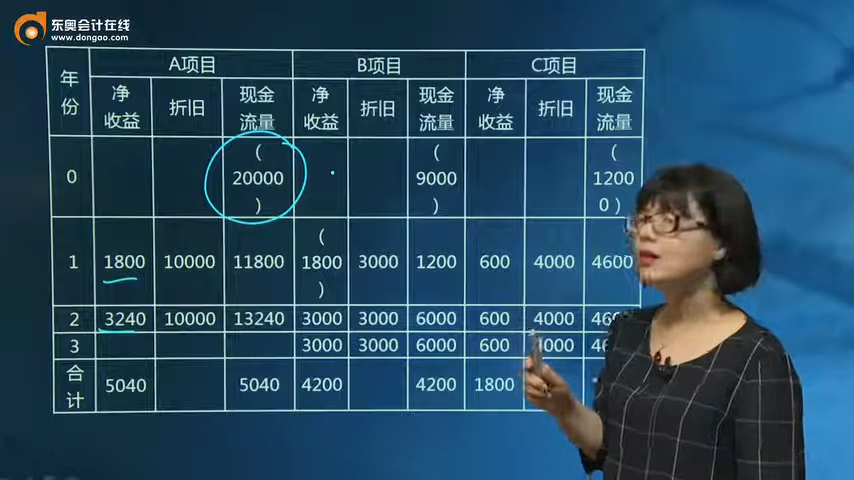 东奥会计在线
www.dongao.com
年份 A项目 B项目 C项目
净收益 折旧 现金流量 净收益 折旧 现金流量 净收益 折旧 现金流量
0 (20000) (9000) (12000)
1 1800 10000 11800 (1800) 3000 1200 600 4000 4600
2 3240 10000 13240 3000 3000 6000 600 4000
3 3000 3000 6000 600
合计 5040 5040 4200 4200 1800